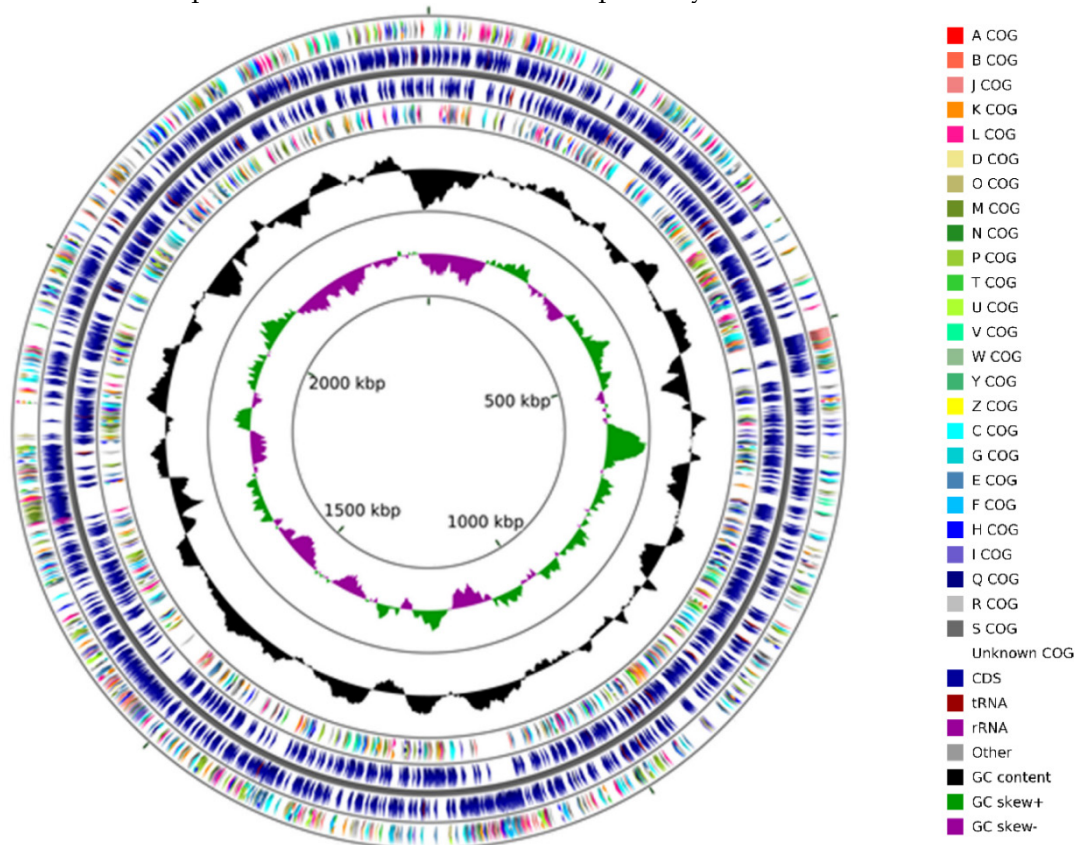 2000 kbp
500 kbp
1500 kbp
1000 kbp
A COG
B COG
J COG
K COG
L COG
D COG
O COG
M COG
N COG
P COG
T COG
U COG
V COG
W COG
Y COG
Z COG
C COG
G COG
E COG
F COG
H COG
I COG
Q COG
R COG
S COG
Unknown COG
CDS
tRNA
rRNA
Other
GC content
GC skew+
GC skew-